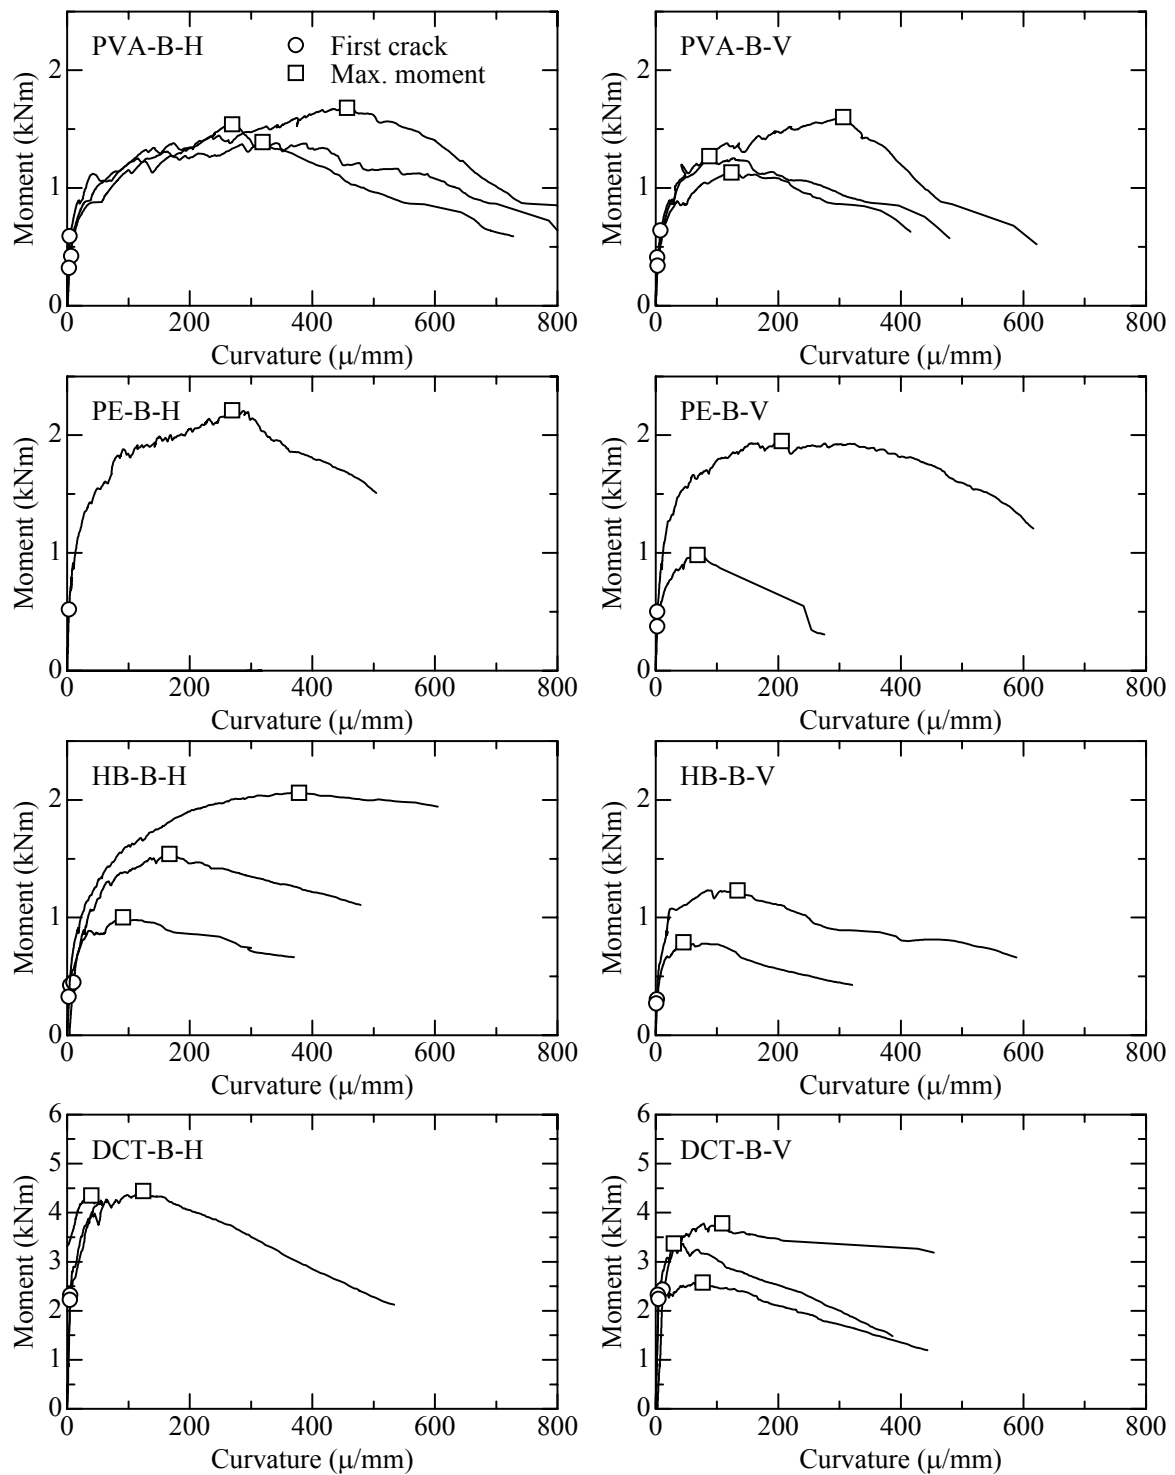 PVA-B-H
First crack
Max. moment
Moment (kNm)
2
1
0
0 200 400 600 800
Curvature (μ/mm)
PVA-B-V
Moment (kNm)
2
1
0
0 200 400 600 800
Curvature (μ/mm)
PE-B-H
Moment (kNm)
2
1
0
0 200 400 600 800
Curvature (μ/mm)
PE-B-V
Moment (kNm)
2
1
0
0 200 400 600 800
Curvature (μ/mm)
HB-B-H
Moment (kNm)
2
1
0
0 200 400 600 800
Curvature (μ/mm)
HB-B-V
Moment (kNm)
2
1
0
0 200 400 600 800
Curvature (μ/mm)
DCT-B-H
Moment (kNm)
6
5
4
3
2
1
0
0 200 400 600 800
Curvature (μ/mm)
DCT-B-V
Moment (kNm)
6
5
4
3
2
1
0
0 200 400 600 800
Curvature (μ/mm)